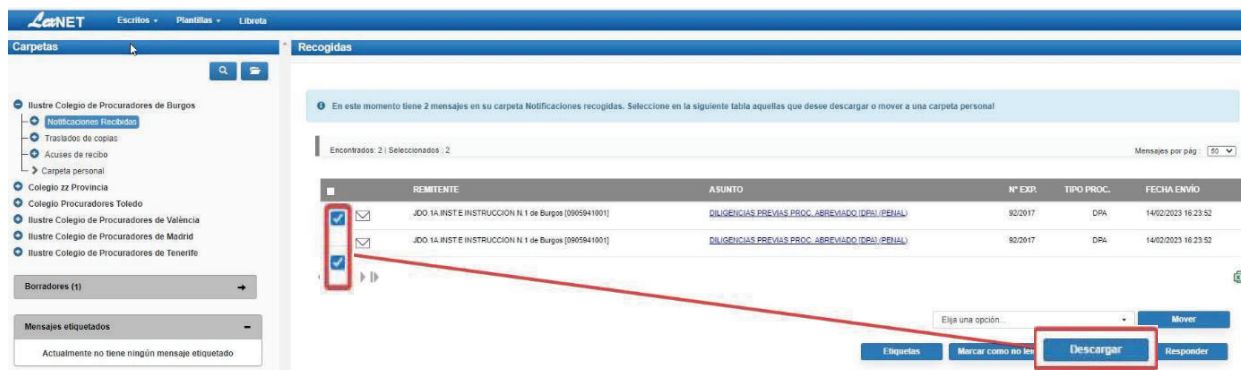 LexNET Escritos Plantillas Libreta
Carpetas
Recogidas
Ilustre Colegio de Procuradores de Burgos
Notificaciones Recibidas
Traslados de copias
Acuses de recibo
Carpeta personal
Colegio zz Provincia
Colegio Procuradores Toledo
Ilustre Colegio de Procuradores de València
Ilustre Colegio de Procuradores de Madrid
Ilustre Colegio de Procuradores de Tenerife
Borradores (1)
Mensajes etiquetados
Actualmente no tiene ningún mensaje etiquetado
En este momento tiene 2 mensajes en su carpeta Notificaciones recogidas. Seleccione en la siguiente tabla aquellas que desee descargar o mover a una carpeta personal
Encontrados: 2 | Seleccionados : 2 Mensajes por pág : 50
REMITENTE ASUNTO Nº EXP. TIPO PROC. FECHA ENVÍO
JDO.1A.INST.E INSTRUCCION N.1 de Burgos [0905941001] DILIGENCIAS PREVIAS PROC. ABREVIADO [DPA] (PENAL) 92/2017 DPA 14/02/2023 16:23:52
JDO.1A.INST.E INSTRUCCION N.1 de Burgos [0905941001] DILIGENCIAS PREVIAS PROC. ABREVIADO [DPA] (PENAL) 92/2017 DPA 14/02/2023 16:23:52
Elija una opción... Mover
Etiquetas Marcar como no Descargar Responder